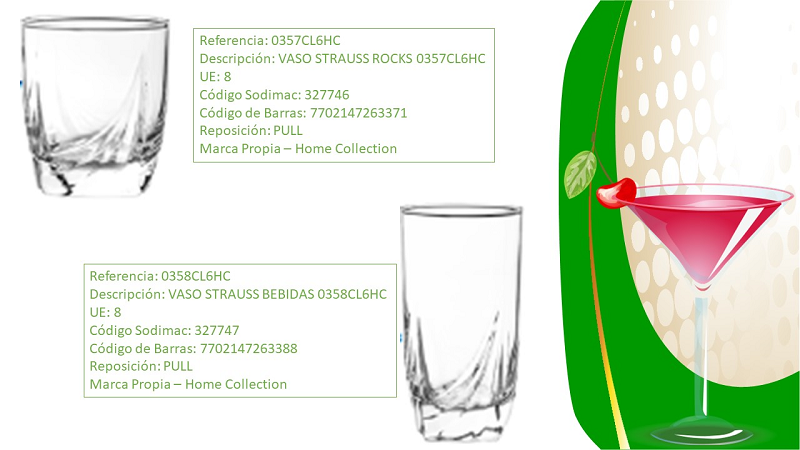 Referencia: 0357CL6HC
Descripción: VASO STRAUSS ROCKS 0357CL6HC
UE: 8
Código Sodimac: 327746
Código de Barras: 7702147263371
Reposición: PULL
Marca Propia – Home Collection
Referencia: 0358CL6HC
Descripción: VASO STRAUSS BEBIDAS 0358CL6HC
UE: 8
Código Sodimac: 327747
Código de Barras: 7702147263388
Reposición: PULL
Marca Propia – Home Collection